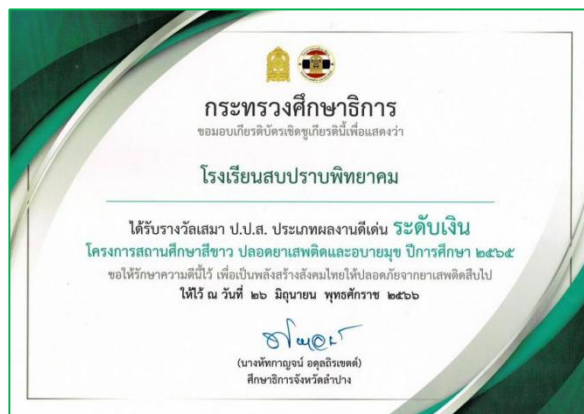 กระทรวงศึกษาธิการ
ขอมอบเกียรติบัตรเชิดชูเกียรตินี้เพื่อแสดงว่า
โรงเรียนสบปราบพิทยาคม
ได้รับรางวัลเสมา ป.ป.ส. ประเภทผลงานดีเด่น ระดับเงิน
โครงการสถานศึกษาสีขาว ปลอดยาเสพติดและอบายมุข ปีการศึกษา ๒๕๖๕
ขอให้รักษาความดีนี้ไว้ เพื่อเป็นพลังสร้างสังคมไทยให้ปลอดภัยจากยาเสพติดสืบไป
ให้ไว้ ณ วันที่ ๒๖ มิถุนายน พุทธศักราช ๒๕๖๖
(นางหัทกาญจน์ อดุลถิรเขตต์)
ศึกษาธิการจังหวัดลำปาง